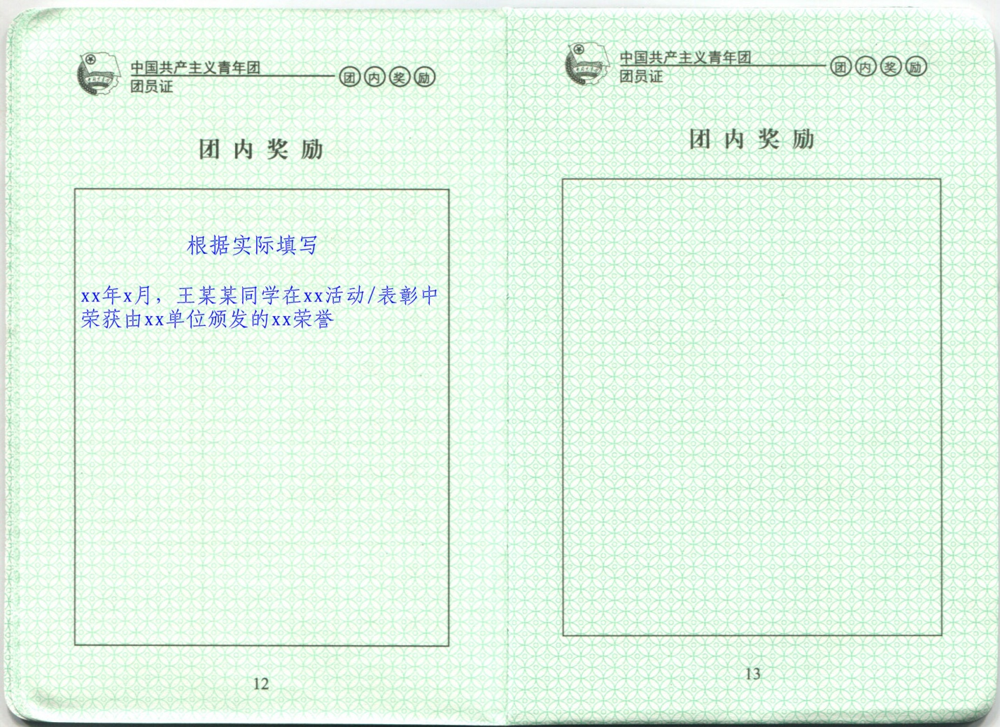 中国共产主义青年团
团员证
团内奖励
团内奖励
根据实际填写
xx年x月，王某某同学在xx活动/表彰中
荣获由xx单位颁发的xx荣誉
12
中国共产主义青年团
团员证
团内奖励
团内奖励
13